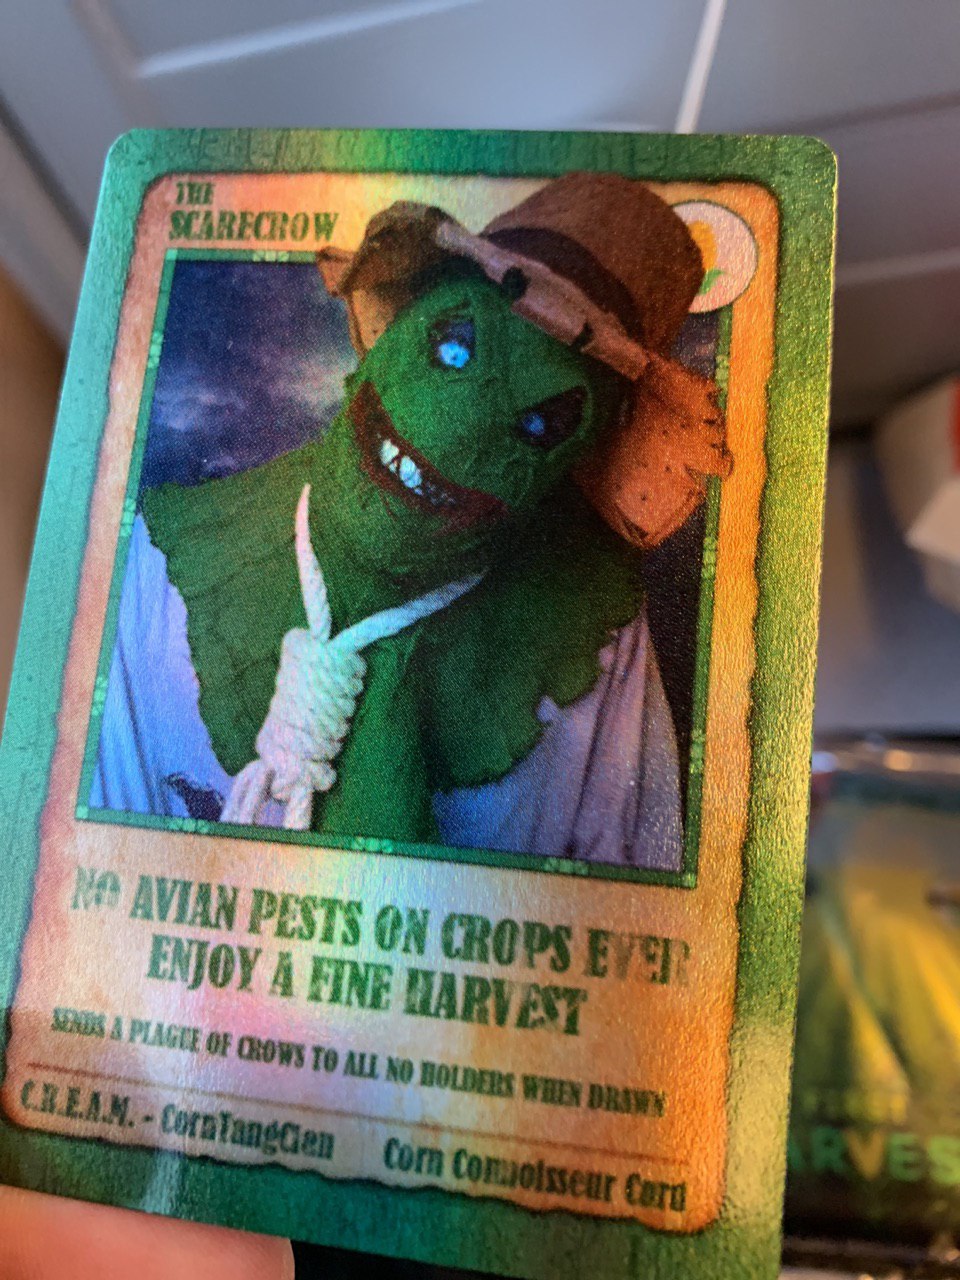 THE
SCARECROW
NO AVIAN PESTS ON CROPS EVER
ENJOY A FINE HARVEST
SENDS A PLAGUE OF CROWS TO ALL NO HOLDERS WHEN DRAWN
C.R.E.A.M. - CornTangClan Corn Connoisseur Corn